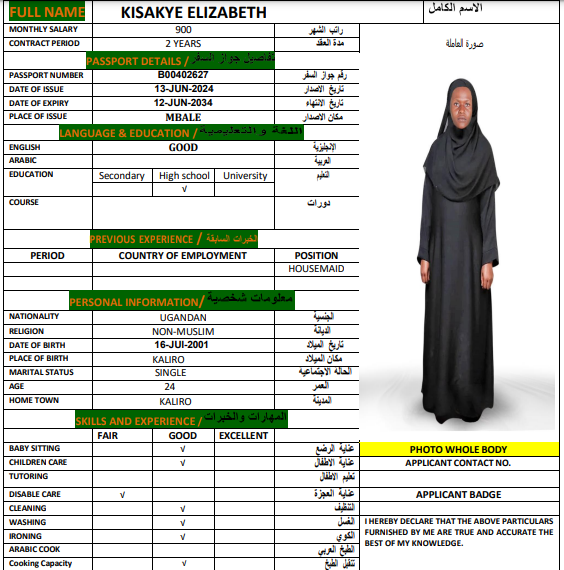 FULL NAME KISAKYE ELIZABETH الاسم الكامل
MONTHLY SALARY 900 راتب الشهر
CONTRACT PERIOD 2 YEARS مدة العقد
صورة العاملة
PASSPORT DETAILS / تفاصيل جواز السفر
PASSPORT NUMBER B00402627 رقم جواز السفر
DATE OF ISSUE 13-JUN-2024 تاريخ الاصدار
DATE OF EXPIRY 12-JUN-2034 تاريخ الانتهاء
PLACE OF ISSUE MBALE مكان الاصدار
LANGUAGE & EDUCATION / اللغة و التعليمية
ENGLISH GOOD الإنجليزية
ARABIC العربية
EDUCATION Secondary High school University التعليم
√
COURSE دورات
PREVIOUS EXPERIENCE / الخبرات السابقة
PERIOD COUNTRY OF EMPLOYMENT POSITION
HOUSEMAID
PERSONAL INFORMATION/ معلومات شخصية
NATIONALITY UGANDAN الجنسية
RELIGION NON-MUSLIM الديانة
DATE OF BIRTH 16-JUl-2001 تاريخ الميلاد
PLACE OF BIRTH KALIRO مكان الميلاد
MARITAL STATUS SINGLE الحالة الاجتماعيه
AGE 24 العمر
HOME TOWN KALIRO المدينة
SKILLS AND EXPERIENCE / المهارات والخبرات
FAIR GOOD EXCELLENT
BABY SITTING √ عناية الرضع
PHOTO WHOLE BODY
CHILDREN CARE √ عناية الاطفال
APPLICANT CONTACT NO.
TUTORING تعليم الاطفال
DISABLE CARE √ عناية العجزة
APPLICANT BADGE
CLEANING √ التنظيف
WASHING √ الغسل
IRONING √ الكوي
ARABIC COOK الطبخ العربي
Cooking Capacity √ الطبخ
I HEREBY DECLARE THAT THE ABOVE PARTICULARS
FURNISHED BY ME ARE TRUE AND ACCURATE THE
BEST OF MY KNOWLEDGE.